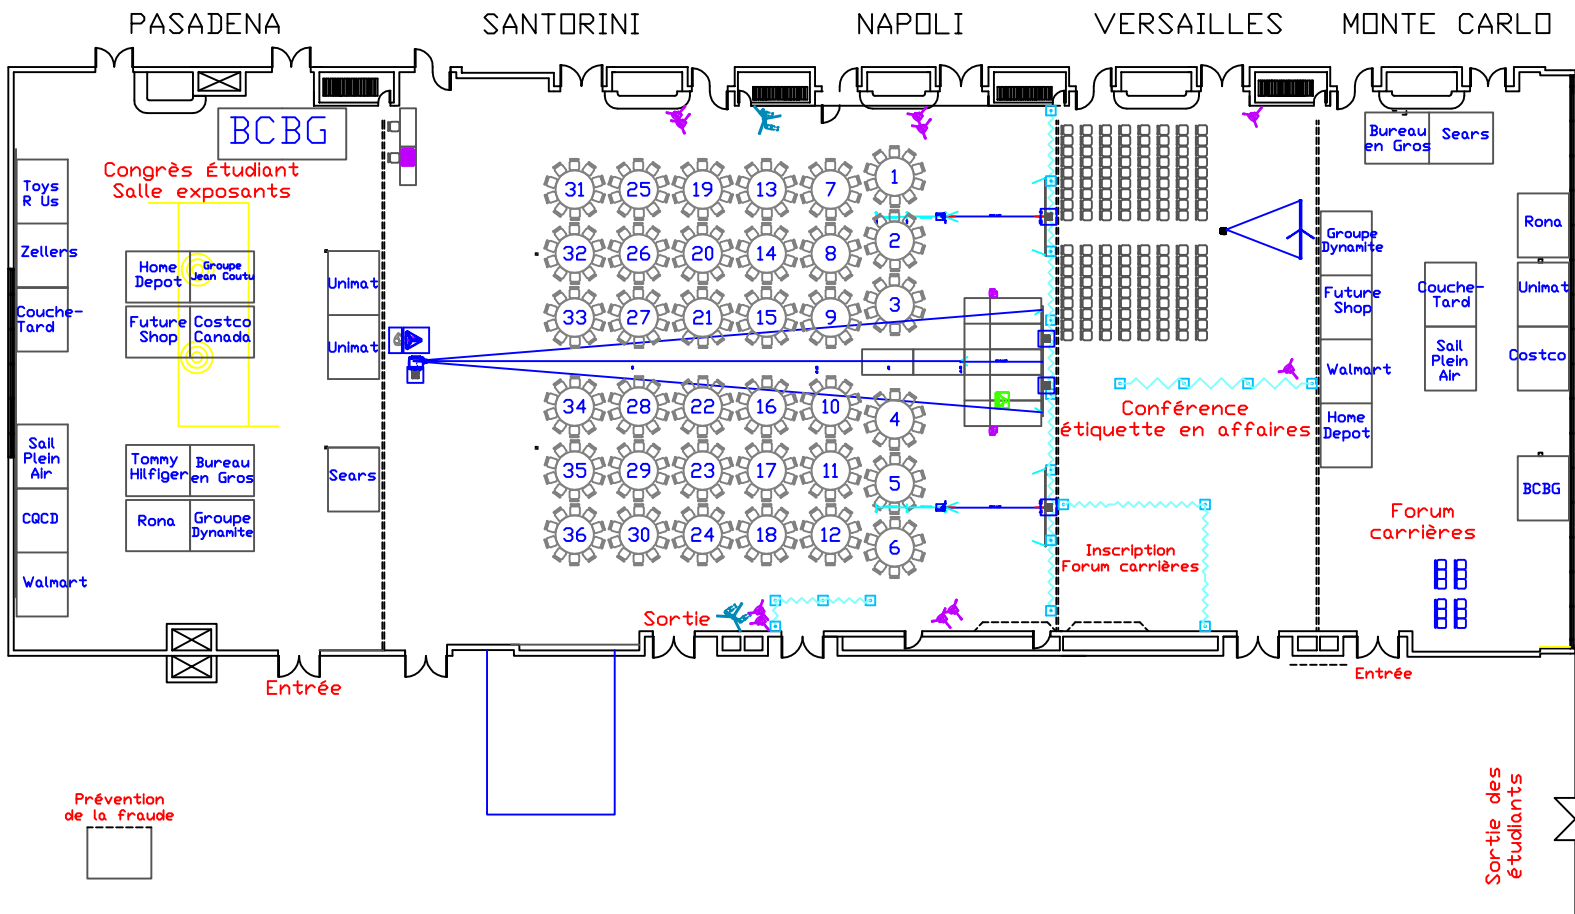 PASADENA
SANTORINI
NAPOLI
VERSAILLES
MONTE CARLO
BCBG
Congrès Étudiant
Salle exposants
Toys
R Us
Zellers
Couche-
Tard
Home
Depot
Groupe
Jean Coutu
Future
Shop
Costco
Canada
Unimat
Unimat
Sail
Plein
Air
CQCD
Walmart
Tommy
Hilfiger
Bureau
en Gros
Rona
Groupe
Dynamite
Sears
Entrée
31 25 19 13 7 1
32 26 20 14 8 2
33 27 21 15 9 3
34 28 22 16 10 4
35 29 23 17 11 5
36 30 24 18 12 6
Sortie
Conférence
étiquette en affaires
Inscription
Forum carrières
Bureau
en Gros
Sears
Groupe
Dynamite
Future
Shop
Walmart
Home
Depot
Couche-
Tard
Sail
Plein
Air
Rona
Unimat
Costco
BCBG
Forum
carrières
Entrée
Prévention
de la fraude
Sortie des
étudiants